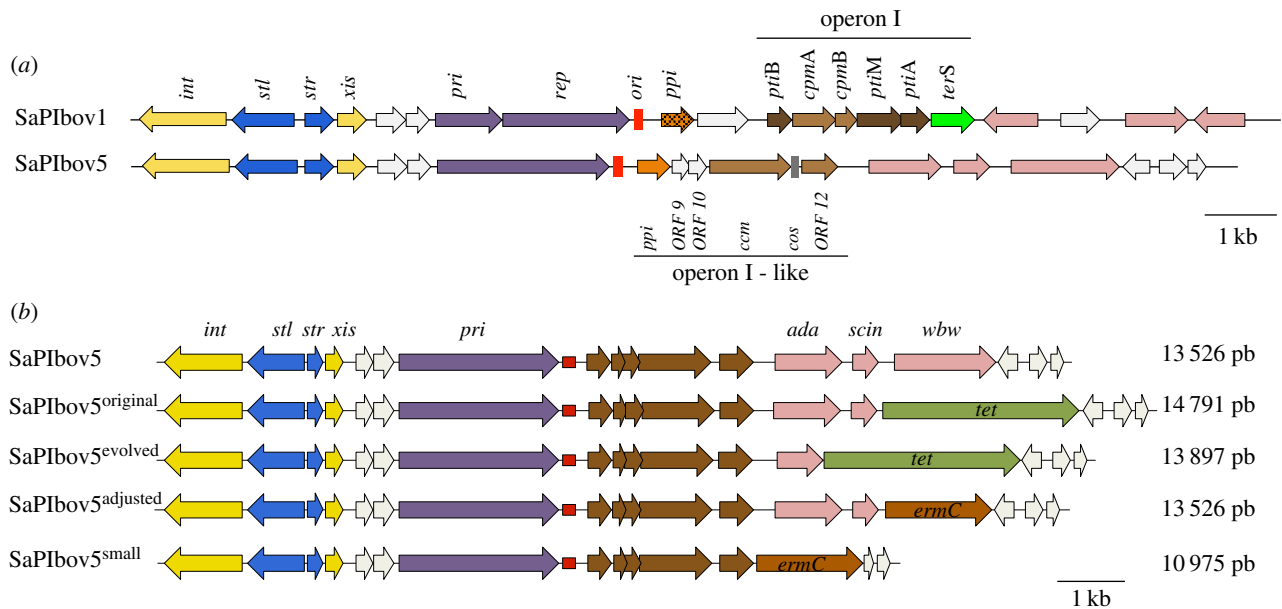 (a)
operon I
int stl str xis pri rep ori ppi ptiB cpmA cpmB ptiM ptiA terS
SaPIbov1
SaPIbov5
ppi ORF 9 ORF 10 ccm cos ORF 12
operon I - like
1 kb
(b)
int stl str xis pri ada scin wbw
SaPIbov5 13 526 pb
SaPIbov5original tet 14 791 pb
SaPIbov5evolved tet 13 897 pb
SaPIbov5adjusted ermC 13 526 pb
SaPIbov5small ermC 10 975 pb
1 kb